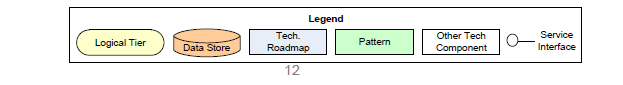 Legend
Logical Tier
Data Store
Tech.
Roadmap
Pattern
Other Tech
Component
Service
Interface
12